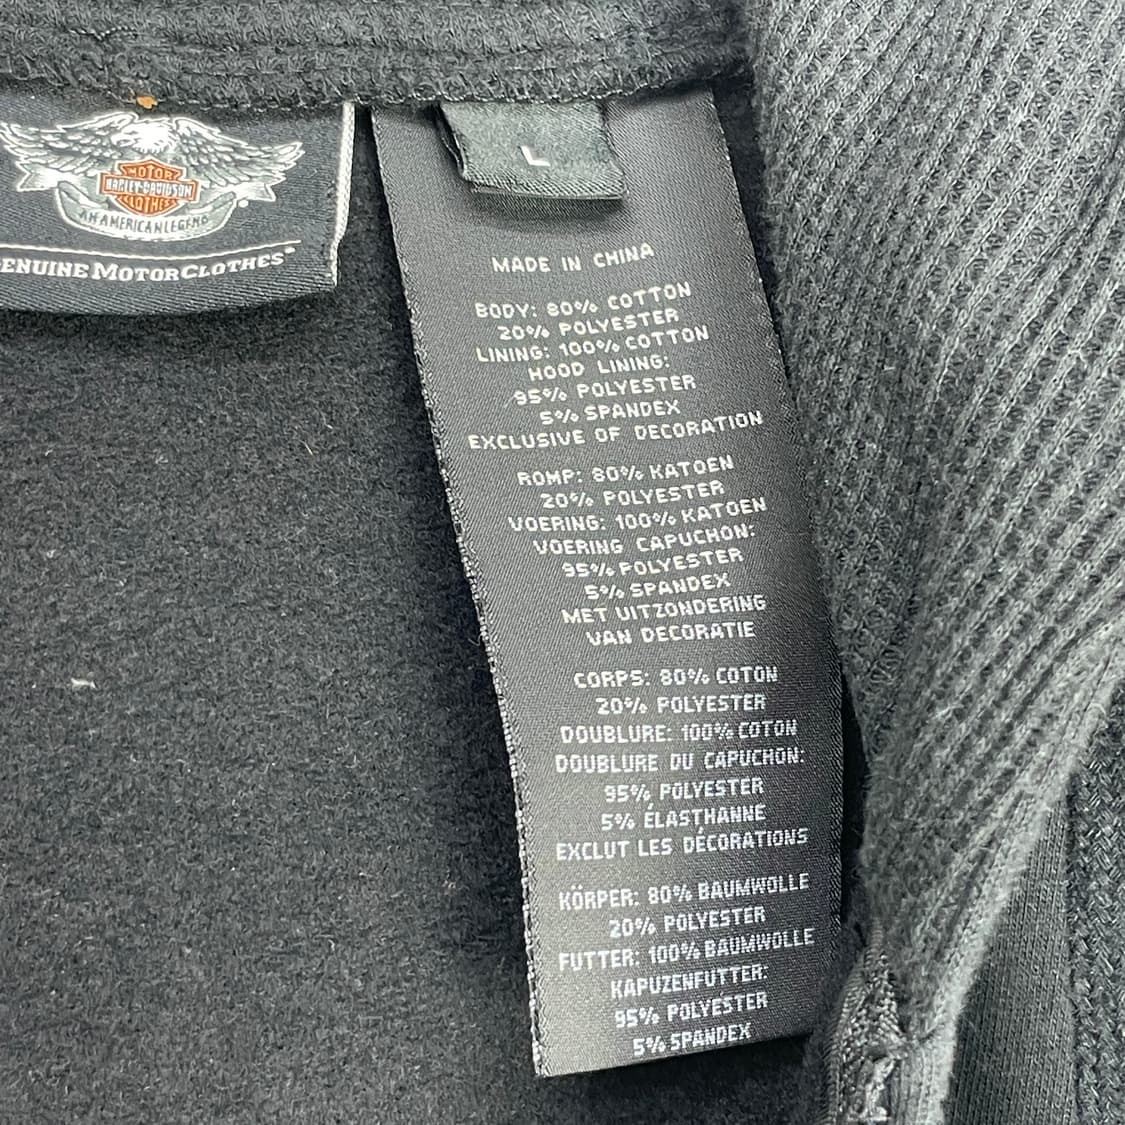 MOTOR
HARLEY-DAVIDSON
CLOTHES
AN AMERICAN LEGEND
GENUINE MOTORCLOTHES
L
MADE IN CHINA
BODY: 80% COTTON
20% POLYESTER
LINING: 100% COTTON
HOOD LINING:
95% POLYESTER
5% SPANDEX
EXCLUSIVE OF DECORATION
ROMP: 80% KATOEN
20% POLYESTER
VOERING: 100% KATOEN
VOERING CAPUCHON:
95% POLYESTER
5% SPANDEX
MET UITZONDERING
VAN DECORATIE
CORPS: 80% COTON
20% POLYESTER
DOUBLURE: 100% COTON
DOUBLURE DU CAPUCHON:
95% POLYESTER
5% ÉLASTHANNE
EXCLUT LES DÉCORATIONS
KÖRPER: 80% BAUMWOLLE
20% POLYESTER
FUTTER: 100% BAUMWOLLE
KAPUZENFUTTER:
95% POLYESTER
5% SPANDEX